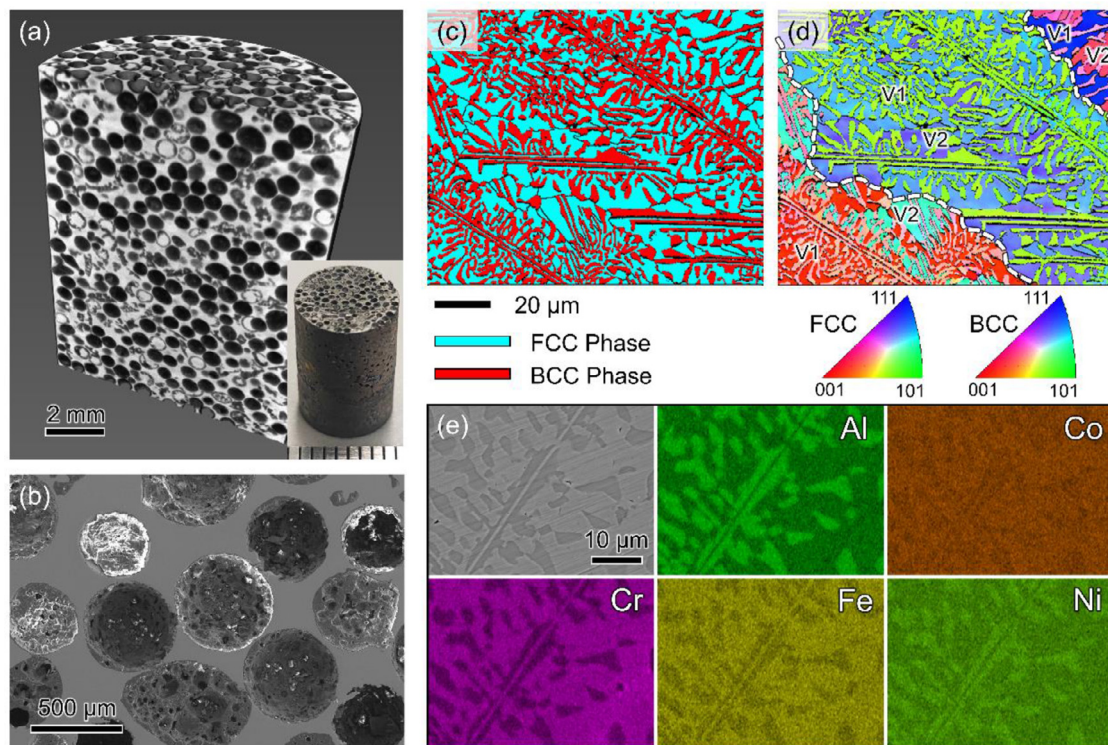 (a)
2 mm
(b)
500 µm
(c)
20 µm
FCC Phase
BCC Phase
(d)
V1
V2
V1
V2
V2
V1
FCC
111
001
101
BCC
111
001
101
(e)
10 µm
Al
Co
Cr
Fe
Ni